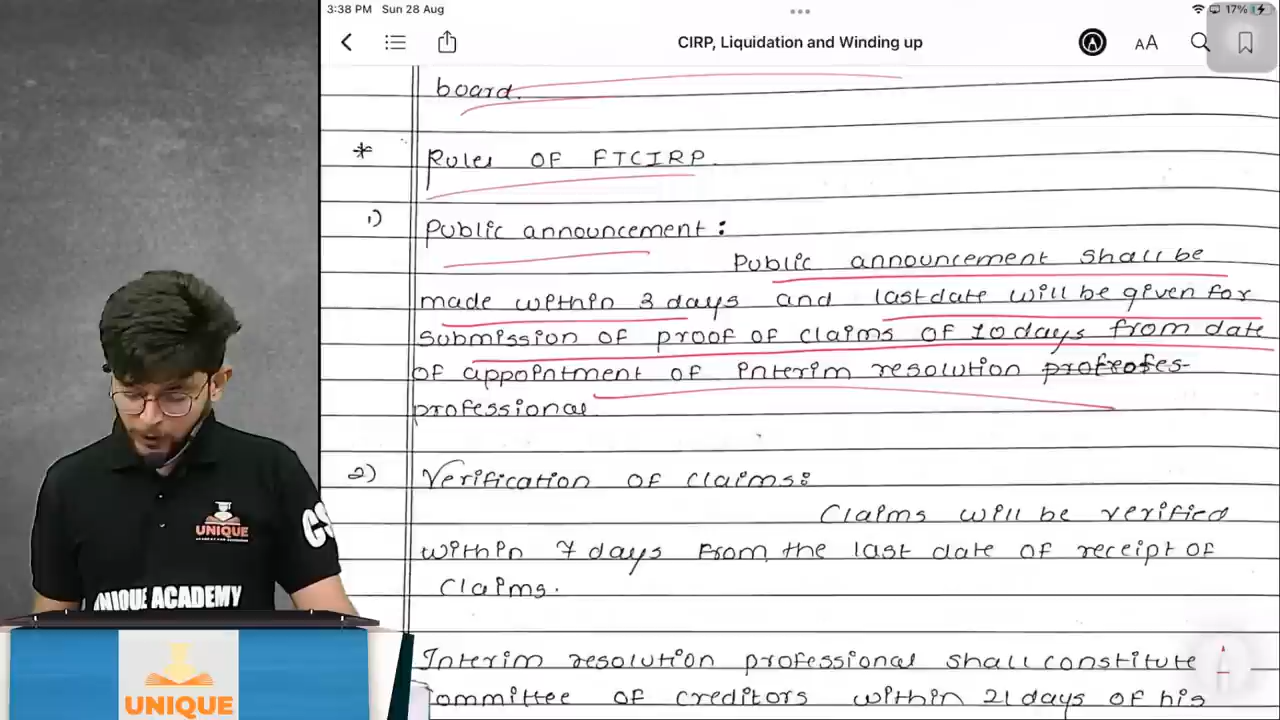 3:38 PM Sun 28 Aug
17%
CIRP, Liquidation and Winding up
AA
board.
* Rules OF FTCIRP.
1) Public announcement :
Public announcement shall be
made within 3 days and last date will be given for
submission of proof of claims of 10 days from date
of appointment of interim resolution profrofes-
professional.
2) Verification of claims:
Claims will be verified
within 7 days from the last date of receipt of
claims.
Interim resolution professional shall constitute
committee of creditors within 21 days of his
UNIQUE
CS
UNIQUE ACADEMY
UNIQUE